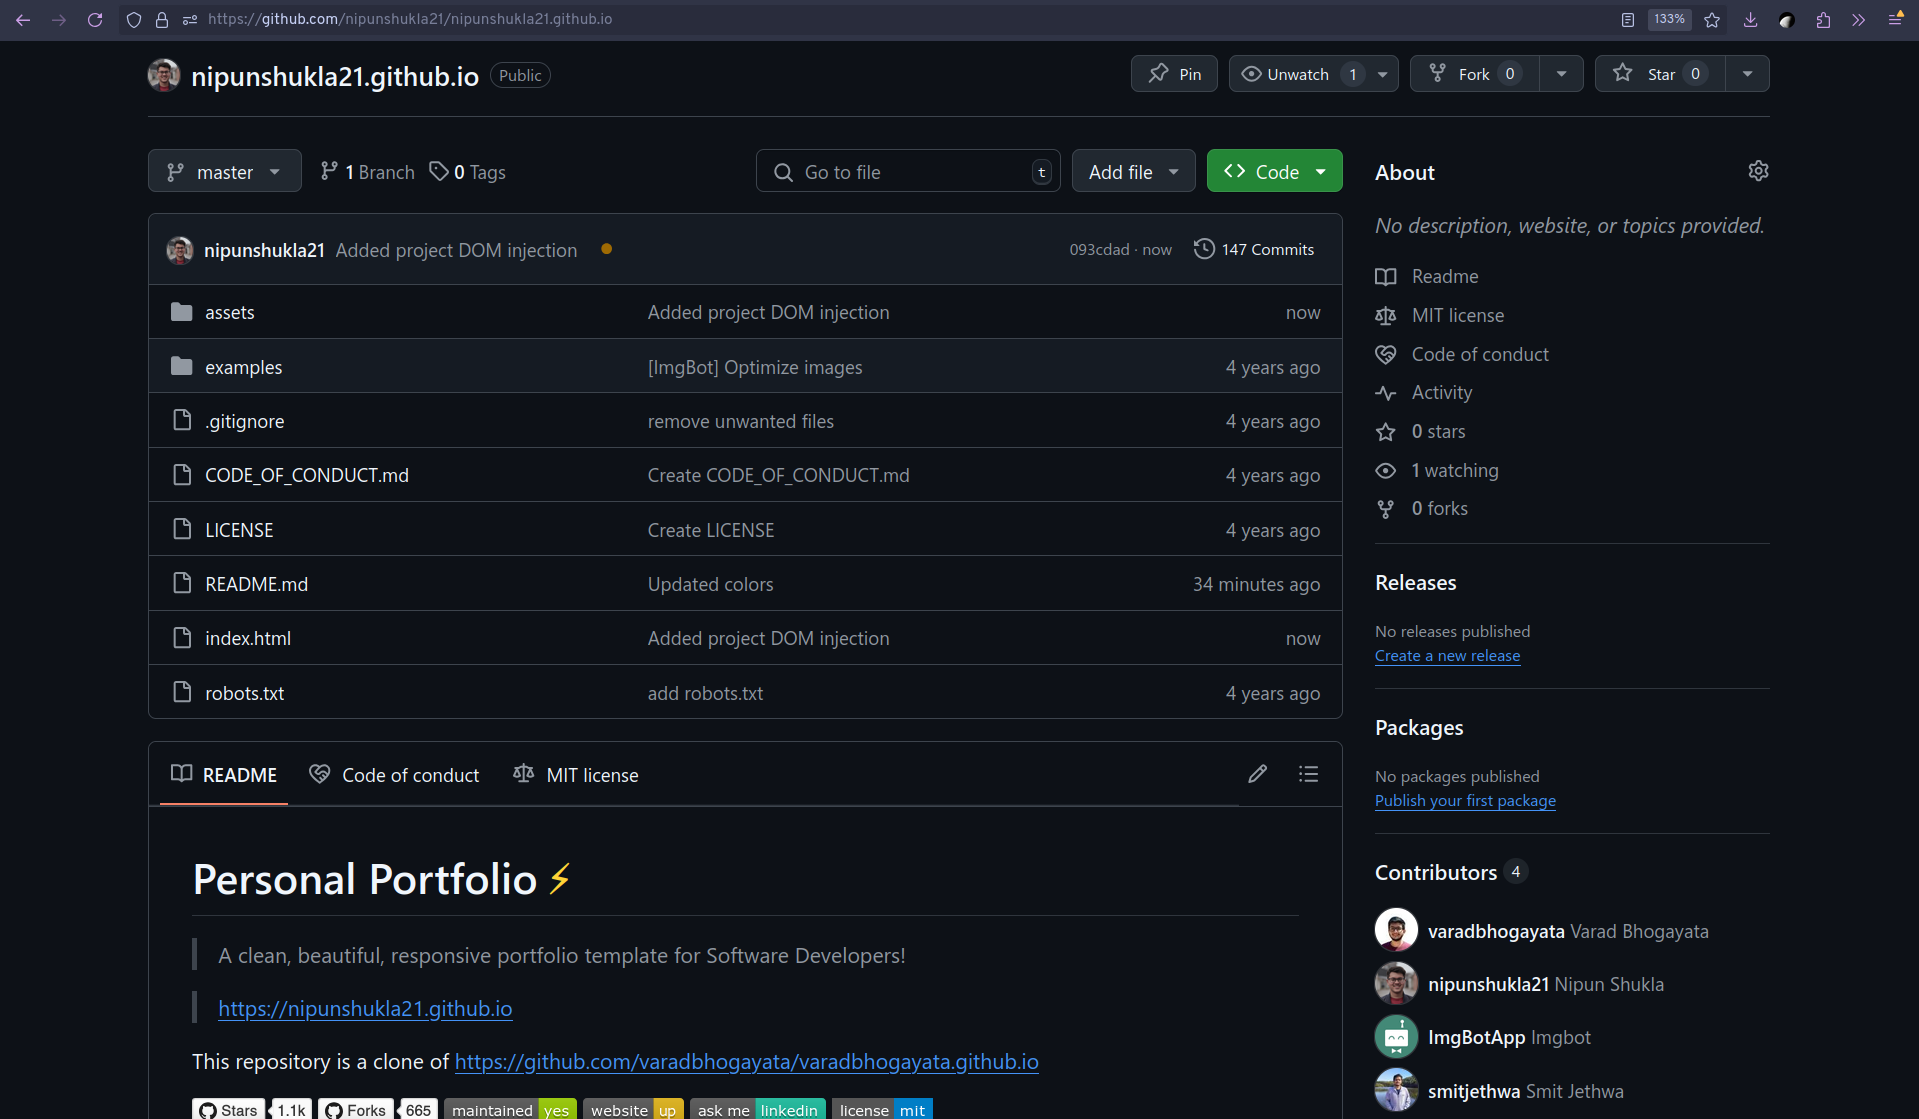 https://github.com/nipunshukla21/nipunshukla21.github.io 133%
nipunshukla21.github.io Public Pin Unwatch 1 Fork 0 Star 0
master 1 Branch 0 Tags Go to file t Add file Code
nipunshukla21 Added project DOM injection 093cdad · now 147 Commits
assets Added project DOM injection now
examples [ImgBot] Optimize images 4 years ago
.gitignore remove unwanted files 4 years ago
CODE_OF_CONDUCT.md Create CODE_OF_CONDUCT.md 4 years ago
LICENSE Create LICENSE 4 years ago
README.md Updated colors 34 minutes ago
index.html Added project DOM injection now
robots.txt add robots.txt 4 years ago
README Code of conduct MIT license
Personal Portfolio ⚡
A clean, beautiful, responsive portfolio template for Software Developers!
https://nipunshukla21.github.io
This repository is a clone of https://github.com/varadbhogayata/varadbhogayata.github.io
Stars 1.1k Forks 665 maintained yes website up ask me linkedin license mit
About
No description, website, or topics provided.
Readme
MIT license
Code of conduct
Activity
0 stars
1 watching
0 forks
Releases
No releases published
Create a new release
Packages
No packages published
Publish your first package
Contributors 4
varadbhogayata Varad Bhogayata
nipunshukla21 Nipun Shukla
ImgBotApp Imgbot
smitjethwa Smit Jethwa